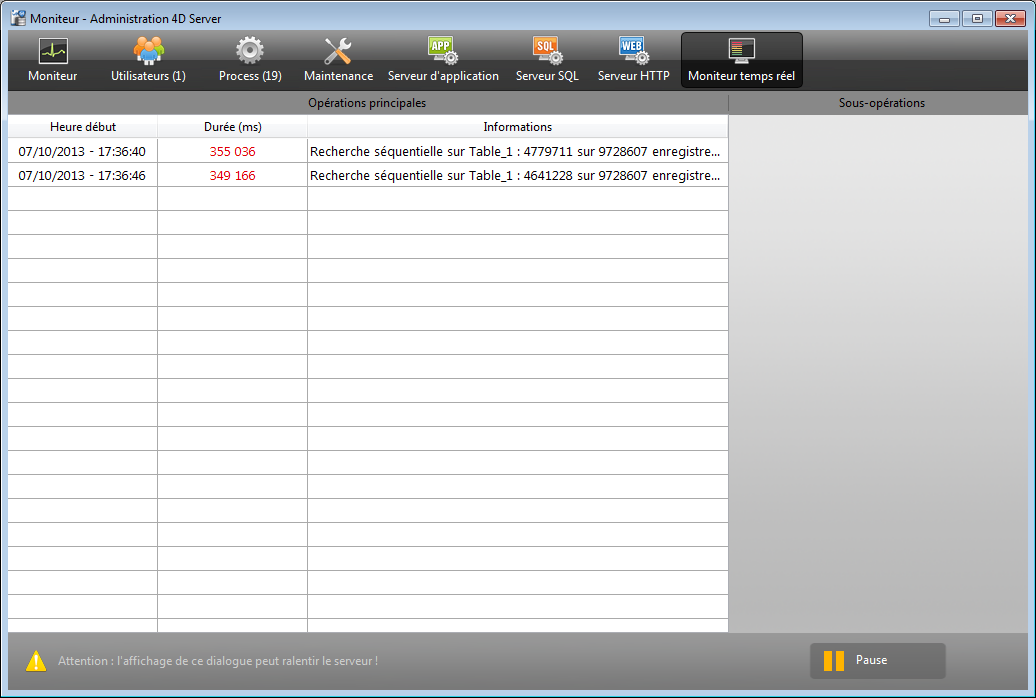 Moniteur - Administration 4D Server
APP SQL WEB
Moniteur Utilisateurs (1) Process (19) Maintenance Serveur d'application Serveur SQL Serveur HTTP Moniteur temps réel
Opérations principales Sous-opérations
Heure début Durée (ms) Informations
07/10/2013 - 17:36:40 355 036 Recherche séquentielle sur Table_1 : 4779711 sur 9728607 enregistre...
07/10/2013 - 17:36:46 349 166 Recherche séquentielle sur Table_1 : 4641228 sur 9728607 enregistre...
Attention : l'affichage de ce dialogue peut ralentir le serveur ! Pause